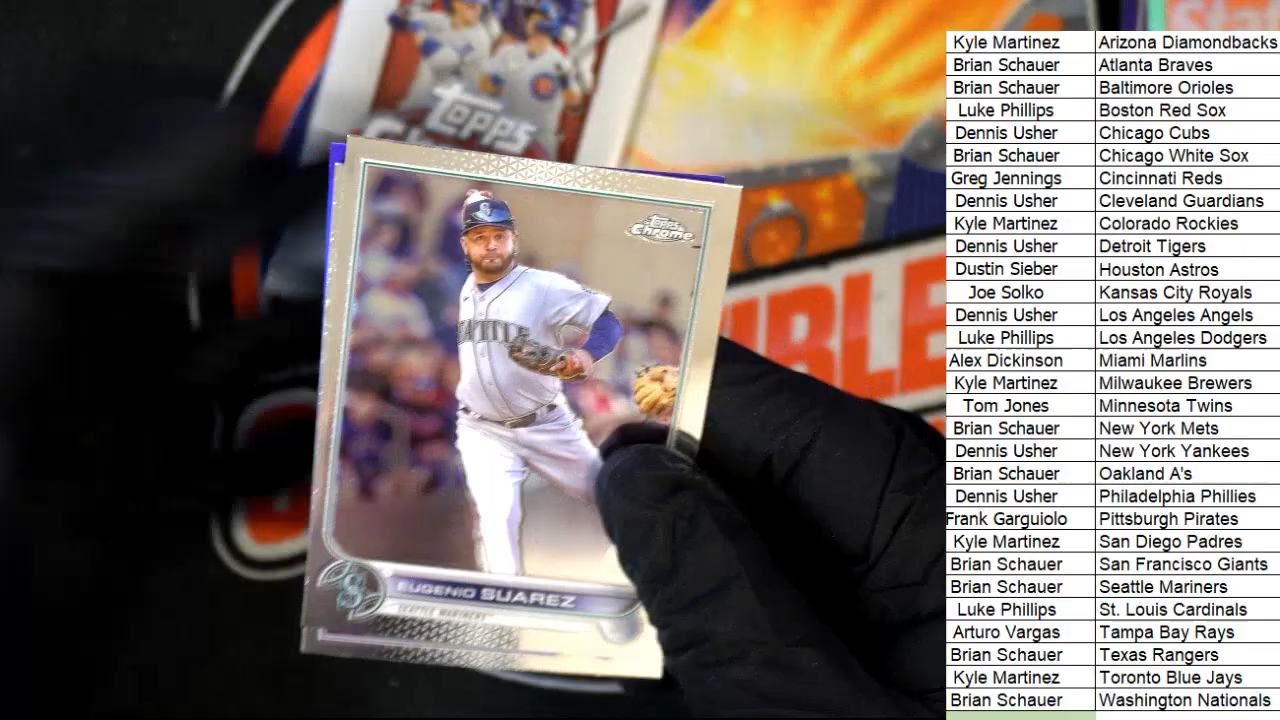 Topps
Topps
Chrome
SEATTLE
EUGENIO SUAREZ
SEATTLE MARINERS
IBLE
Kyle Martinez Arizona Diamondbacks
Brian Schauer Atlanta Braves
Brian Schauer Baltimore Orioles
Luke Phillips Boston Red Sox
Dennis Usher Chicago Cubs
Brian Schauer Chicago White Sox
Greg Jennings Cincinnati Reds
Dennis Usher Cleveland Guardians
Kyle Martinez Colorado Rockies
Dennis Usher Detroit Tigers
Dustin Sieber Houston Astros
Joe Solko Kansas City Royals
Dennis Usher Los Angeles Angels
Luke Phillips Los Angeles Dodgers
Alex Dickinson Miami Marlins
Kyle Martinez Milwaukee Brewers
Tom Jones Minnesota Twins
Brian Schauer New York Mets
Dennis Usher New York Yankees
Brian Schauer Oakland A's
Dennis Usher Philadelphia Phillies
Frank Garguiolo Pittsburgh Pirates
Kyle Martinez San Diego Padres
Brian Schauer San Francisco Giants
Brian Schauer Seattle Mariners
Luke Phillips St. Louis Cardinals
Arturo Vargas Tampa Bay Rays
Brian Schauer Texas Rangers
Kyle Martinez Toronto Blue Jays
Brian Schauer Washington Nationals